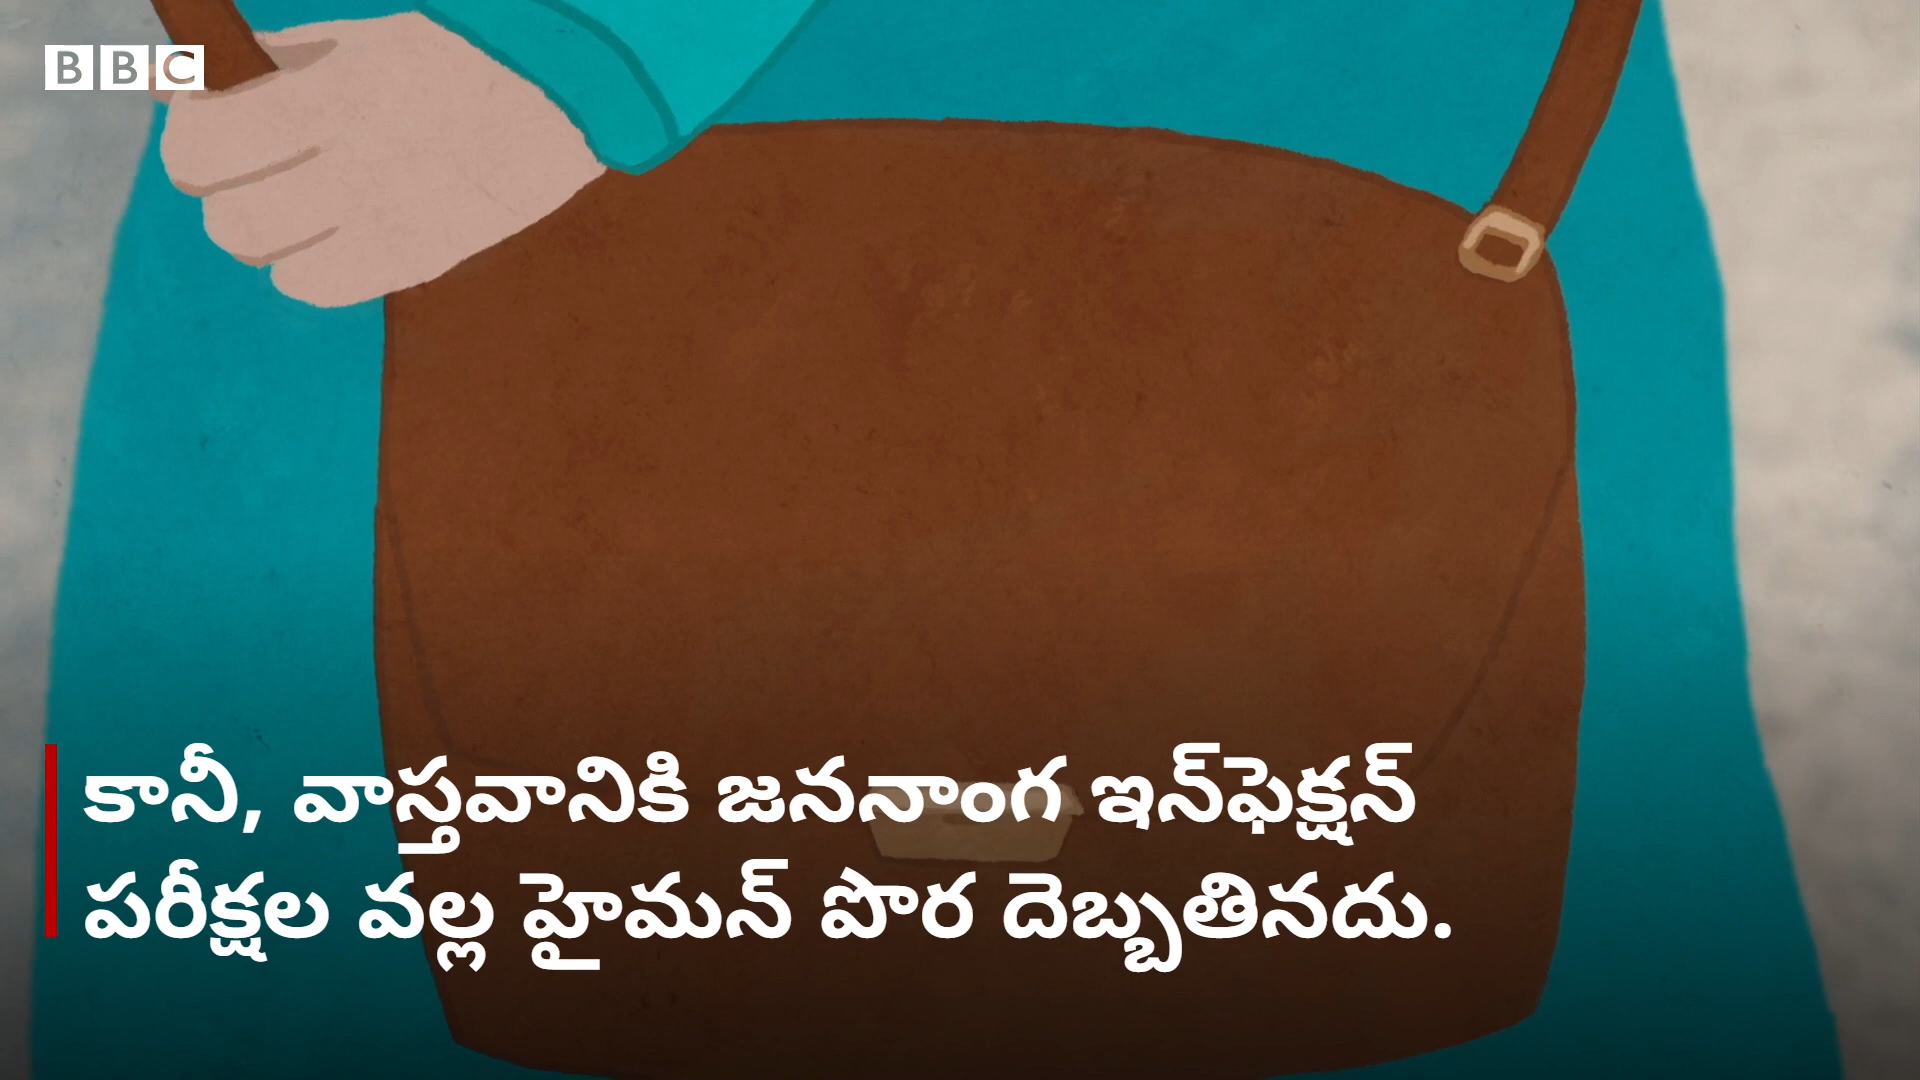 BBC
కానీ, వాస్తవానికి జననాంగ ఇన్‌ఫెక్షన్
పరీక్షల వల్ల హైమన్ పొర దెబ్బతినదు.